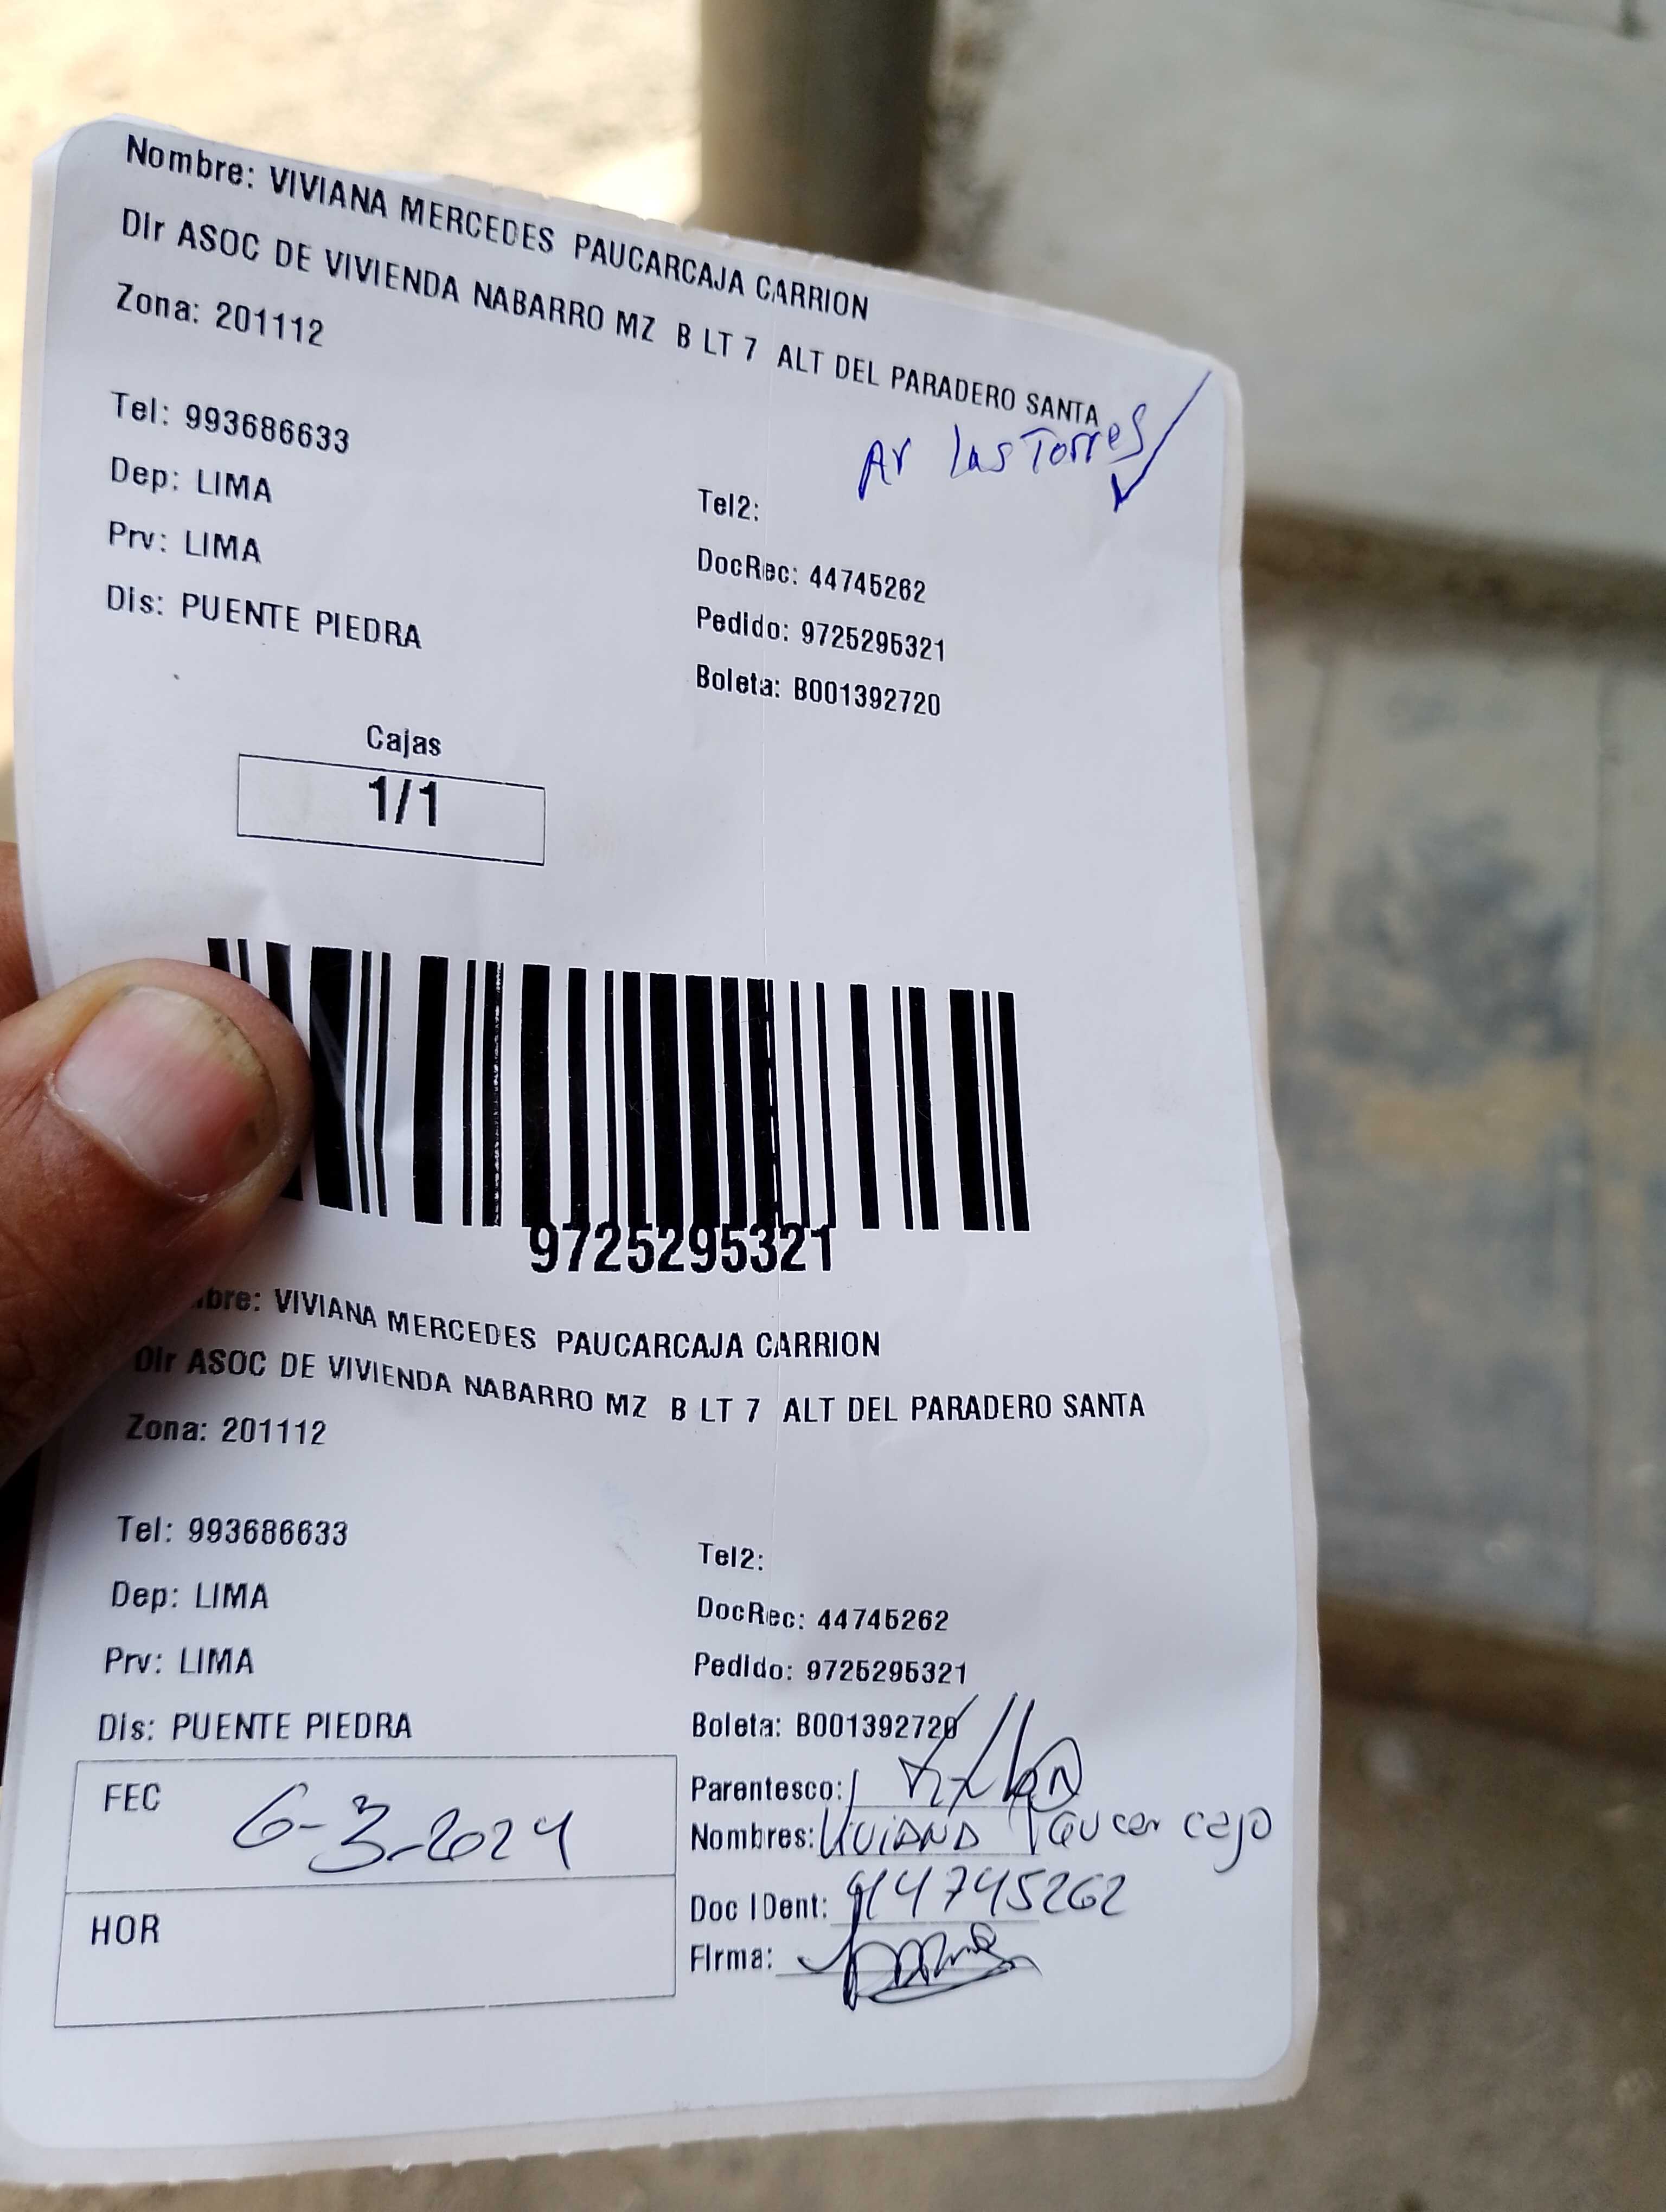 Nombre: VIVIANA MERCEDES PAUCARCAJA CARRION
Dir ASOC DE VIVIENDA NABARRO MZ B LT 7 ALT DEL PARADERO SANTA
Zona: 201112
Av Las Torres
Tel: 993686633
Tel2:
Dep: LIMA
DocRec: 44745262
Prv: LIMA
Pedido: 9725295321
Dis: PUENTE PIEDRA
Boleta: B001392720
Cajas
1/1
9725295321
bre: VIVIANA MERCEDES PAUCARCAJA CARRION
Dir ASOC DE VIVIENDA NABARRO MZ B LT 7 ALT DEL PARADERO SANTA
Zona: 201112
Tel: 993686633
Tel2:
Dep: LIMA
DocRec: 44745262
Prv: LIMA
Pedido: 9725295321
Dis: PUENTE PIEDRA
Boleta: B001392720
FEC 6-3-2024
Parentesco:
Nombres: Viviana Paucarcajo
HOR
Doc IDent: 44745262
Firma: